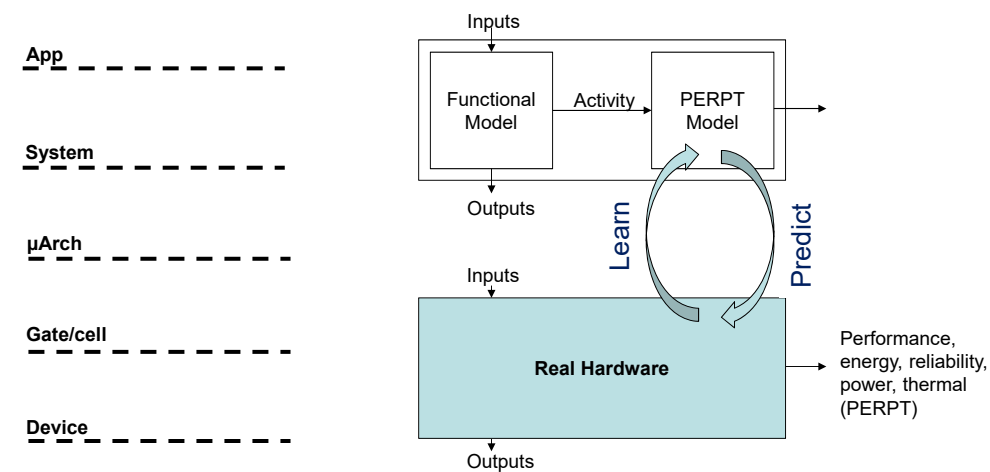 App
System
µArch
Gate/cell
Device
Inputs
Functional
Model
Activity
PERPT
Model
Outputs
Learn
Predict
Inputs
Real Hardware
Performance,
energy, reliability,
power, thermal
(PERPT)
Outputs